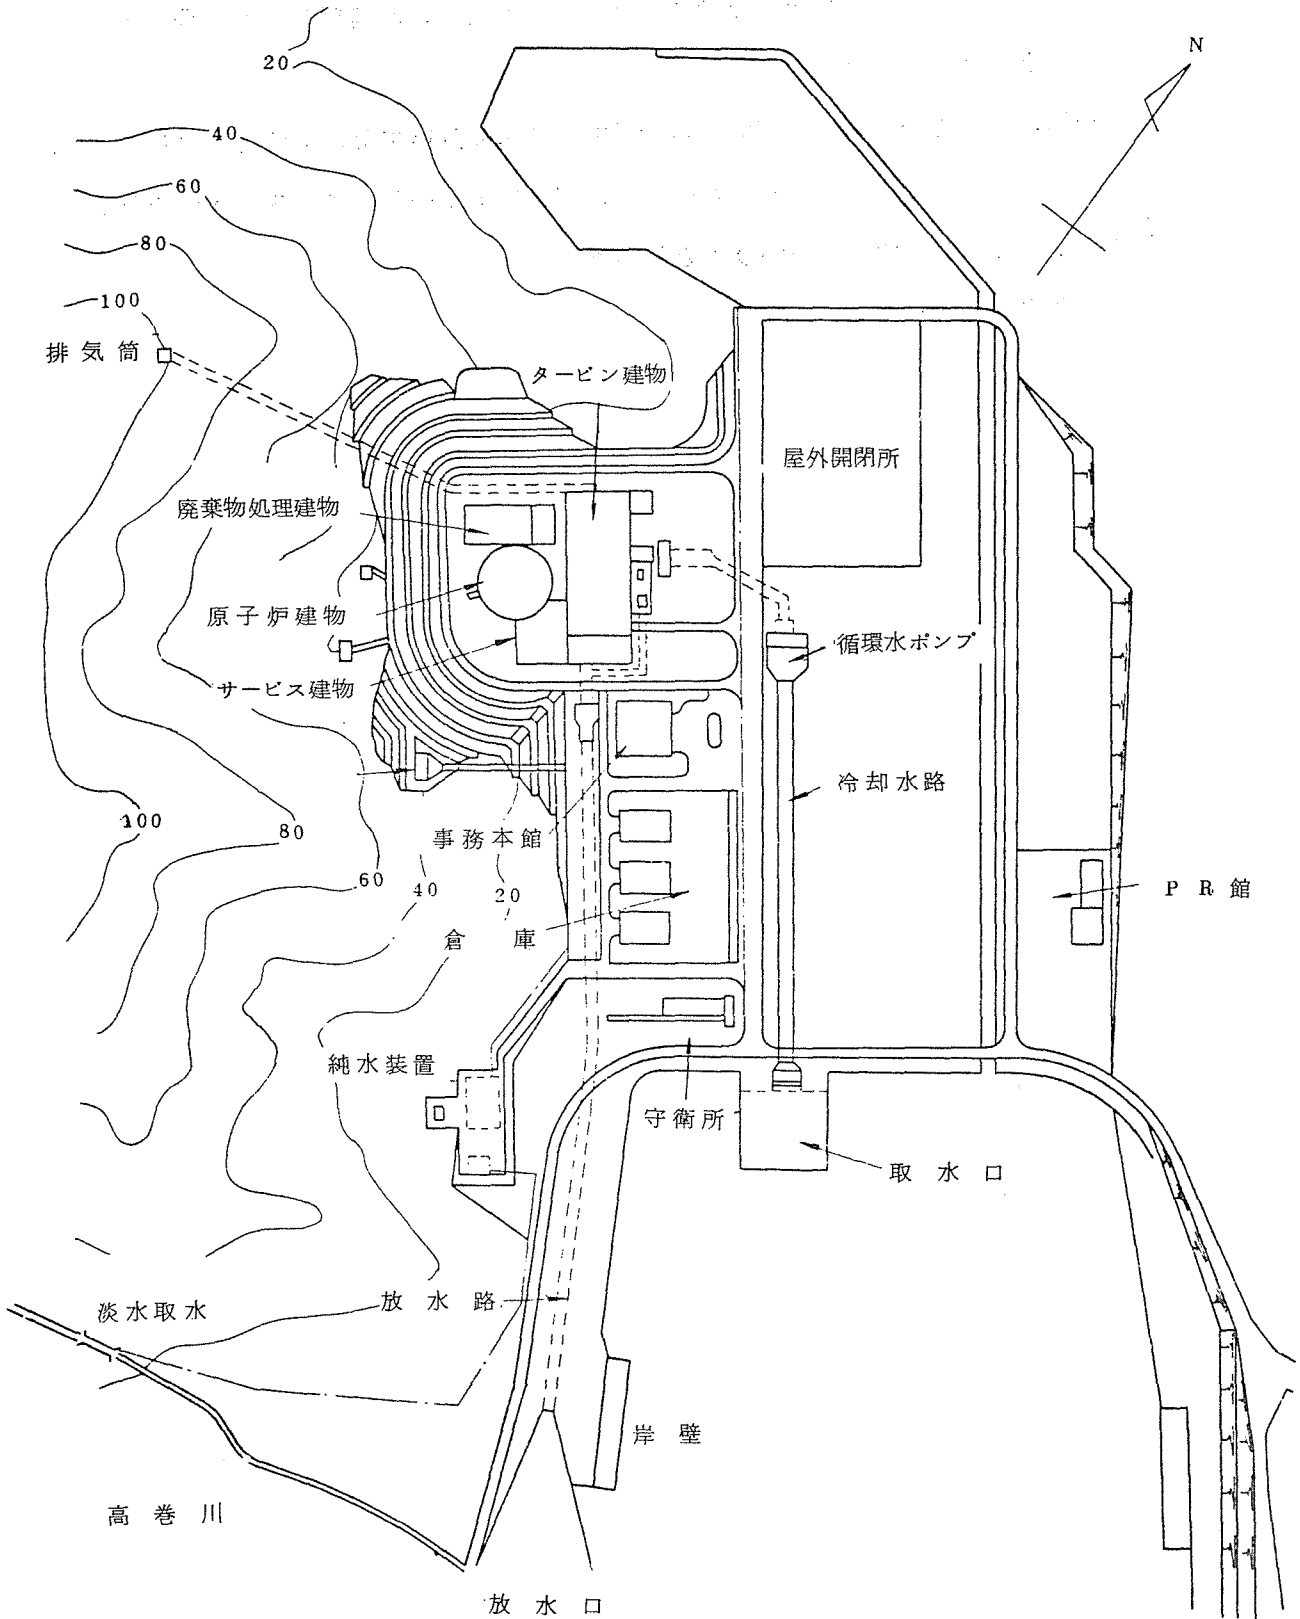 N
20
40
60
80
100
排気筒
タービン建物
屋外開閉所
廃棄物処理建物
原子炉建物
循環水ポンプ
サービス建物
冷却水路
100
80
事務本館
60
40
20
PR館
倉庫
純水装置
守衛所
取水口
放水路
淡水取水
岸壁
高巻川
放水口